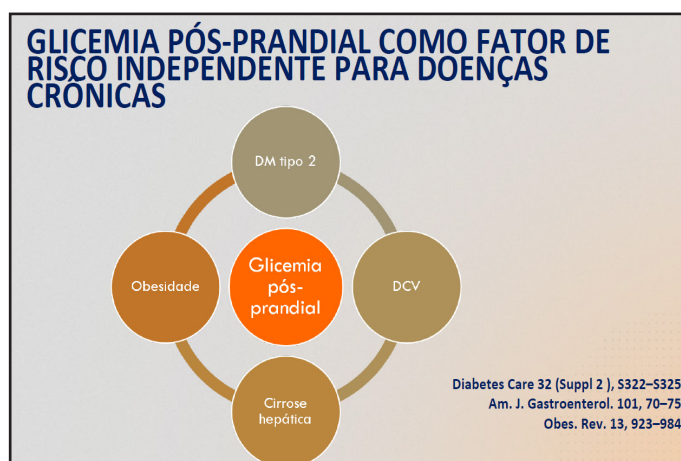 GLICEMIA PÓS-PRANDIAL COMO FATOR DE
RISCO INDEPENDENTE PARA DOENÇAS
CRÔNICAS
DM tipo 2
Obesidade
Glicemia
pós-
prandial
DCV
Cirrose
hepática
Diabetes Care 32 (Suppl 2 ), S322–S325
Am. J. Gastroenterol. 101, 70–75
Obes. Rev. 13, 923–984